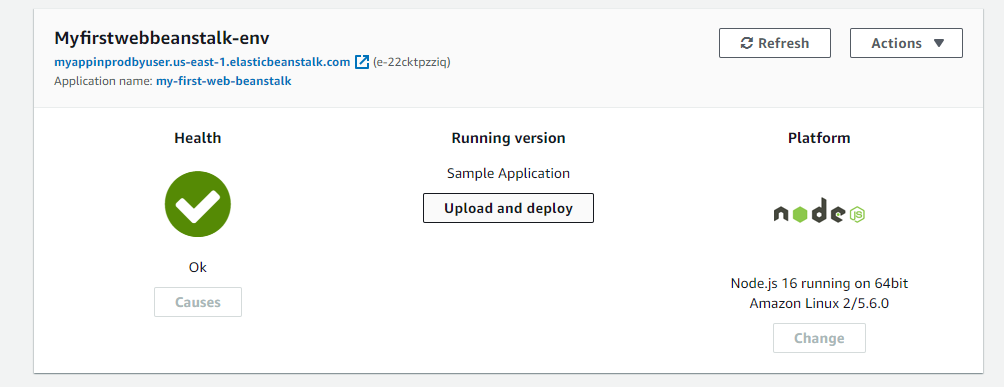 Myfirstwebbeanstalk-env
Refresh
Actions
myappinprodbyuser.us-east-1.elasticbeanstalk.com (e-22cktpzziq)
Application name: my-first-web-beanstalk
Health
Running version
Platform
Sample Application
Upload and deploy
node
JS
Ok
Causes
Node.js 16 running on 64bit
Amazon Linux 2/5.6.0
Change